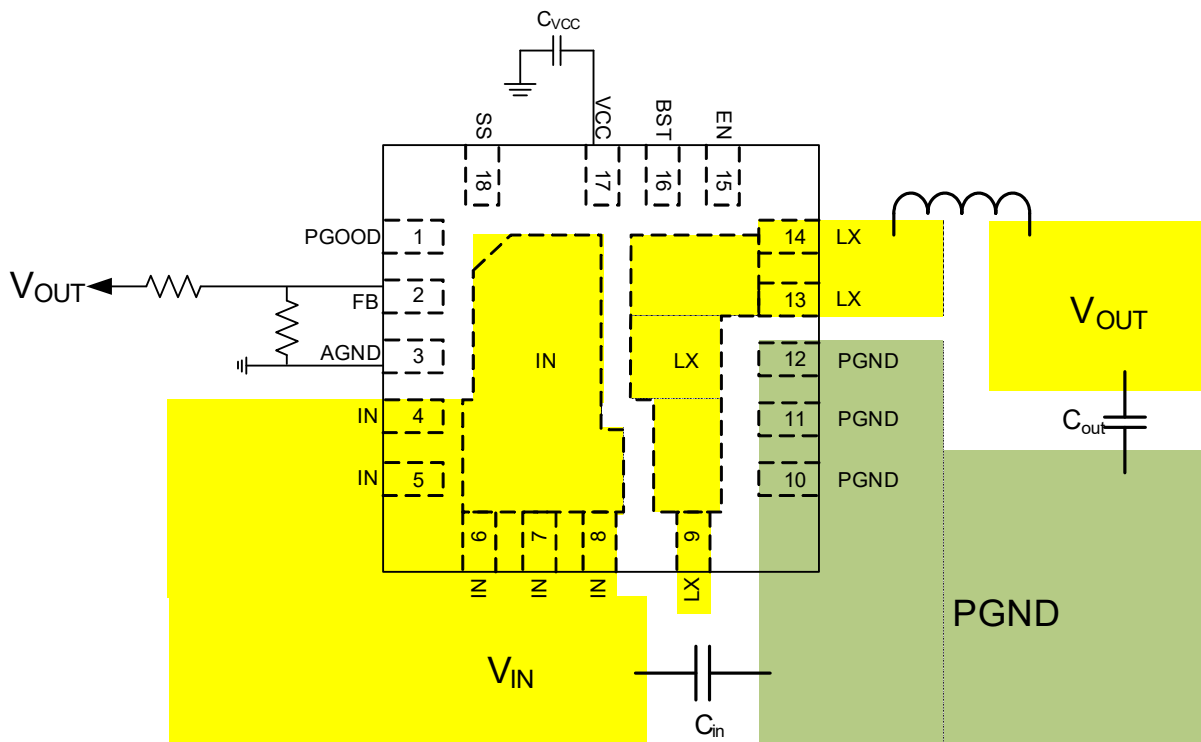 CVCC
SS
VCC
BST
EN
18
17
16
15
PGOOD
1
14
LX
VOUT
FB
2
13
LX
VOUT
AGND
3
IN
LX
12
PGND
IN
4
11
PGND
Cout
IN
5
10
PGND
6
7
8
9
IN
IN
IN
LX
PGND
VIN
Cin